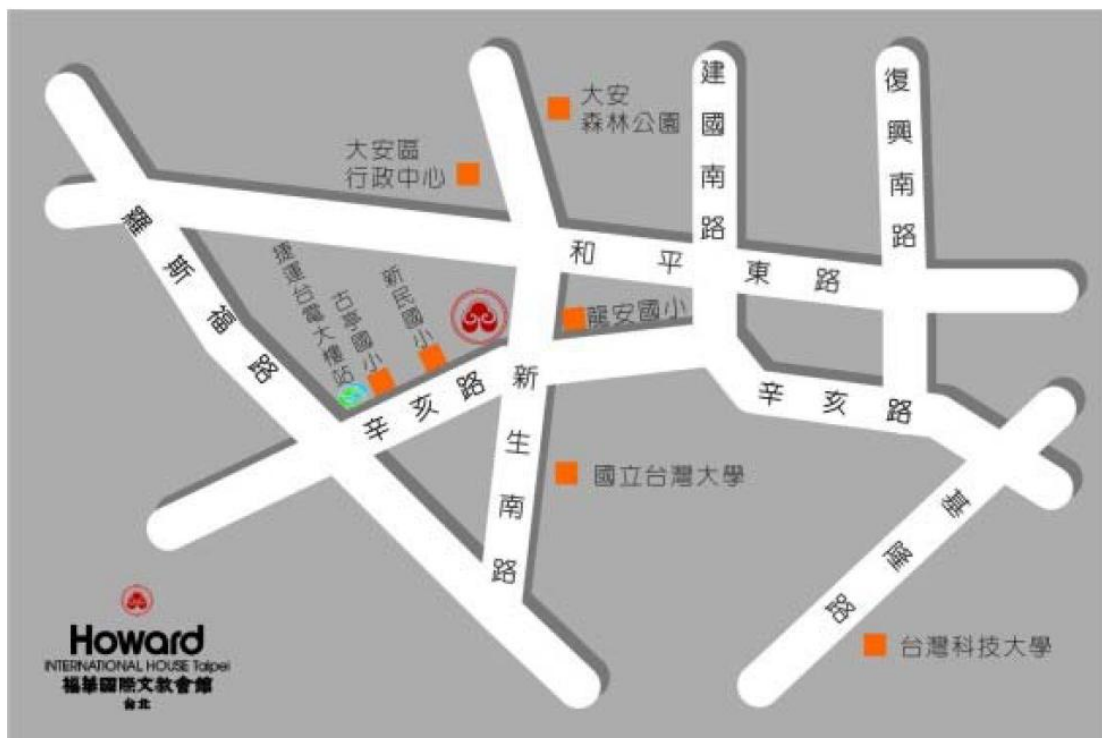 大安
森林公園
建國南路
復興南路
大安區
行政中心
羅斯福路
捷運台電大樓站
古亭國小
新民國小
和平東路
龍安國小
辛亥路
新生南路
辛亥路
國立台灣大學
基隆路
台灣科技大學
Howard
INTERNATIONAL HOUSE Taipei
福華國際文教會館
台北